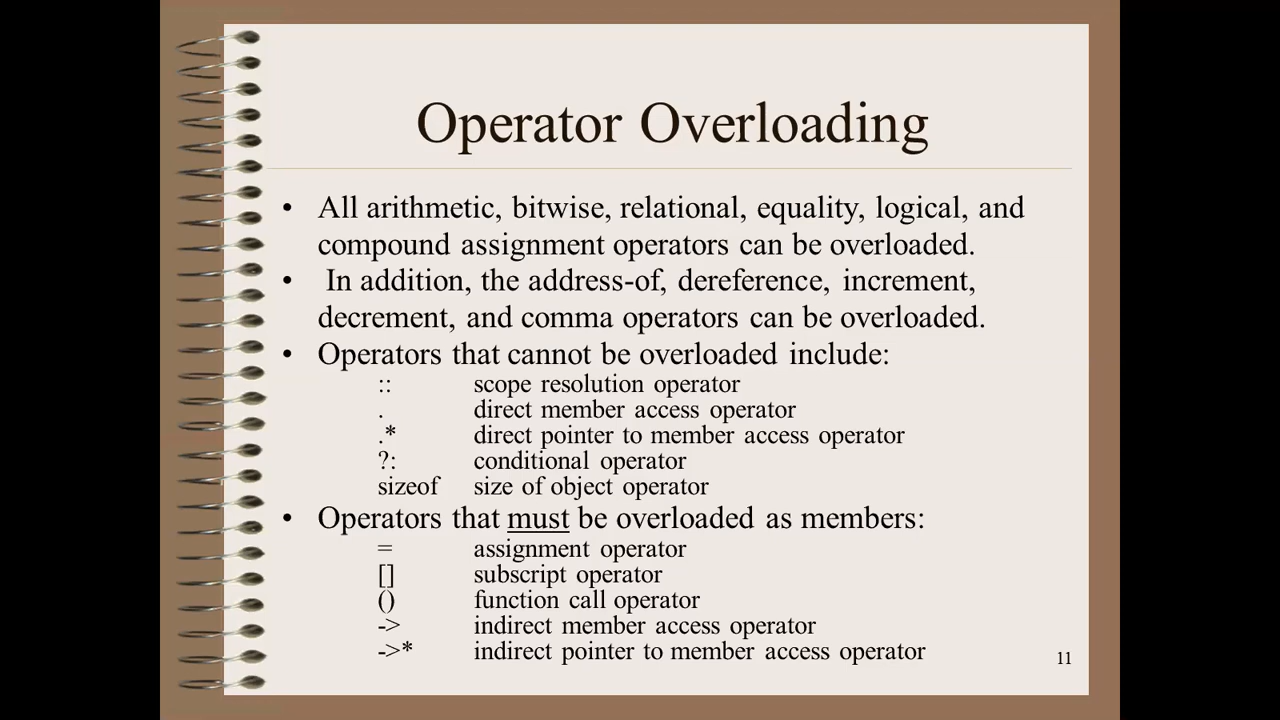 Operator Overloading
• All arithmetic, bitwise, relational, equality, logical, and
compound assignment operators can be overloaded.
• In addition, the address-of, dereference, increment,
decrement, and comma operators can be overloaded.
• Operators that cannot be overloaded include:
:: scope resolution operator
. direct member access operator
.* direct pointer to member access operator
?: conditional operator
sizeof size of object operator
• Operators that must be overloaded as members:
= assignment operator
[] subscript operator
() function call operator
-> indirect member access operator
->* indirect pointer to member access operator
11